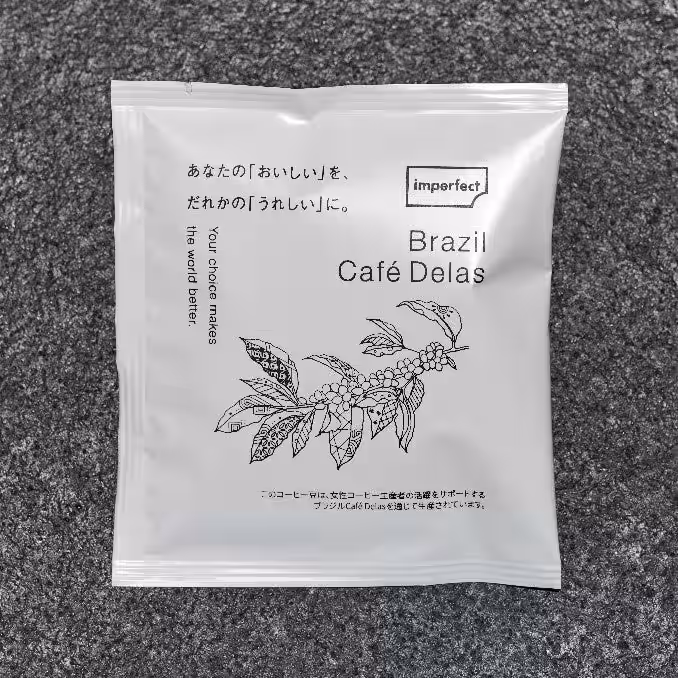 あなたの「おいしい」を、
だれかの「うれしい」に。
Your choice makes
the world better.
imperfect
Brazil
Café Delas
このコーヒー豆は、女性コーヒー生産者の活躍をサポートする
ブラジルCafé Delasを通じて生産されています。